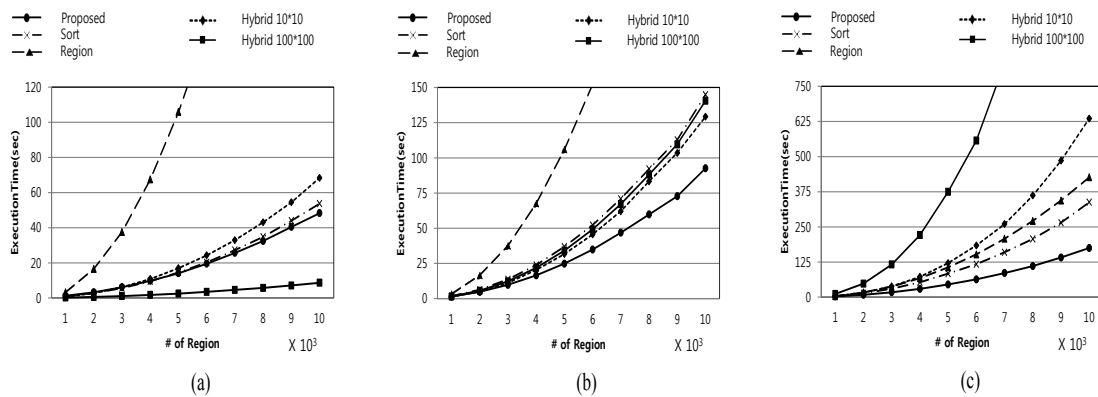 Proposed
Sort
Region
Hybrid 10*10
Hybrid 100*100
ExecutionTime(sec)
120
100
80
60
40
20
0
1 2 3 4 5 6 7 8 9 10
# of Region X 10³
(a)
Proposed
Sort
Region
Hybrid 10*10
Hybrid 100*100
ExecutionTime(sec)
150
125
100
75
50
25
0
1 2 3 4 5 6 7 8 9 10
# of Region X 10³
(b)
Proposed
Sort
Region
Hybrid 10*10
Hybrid 100*100
ExecutionTime(sec)
750
625
500
375
250
125
0
1 2 3 4 5 6 7 8 9 10
# of Region X 10³
(c)